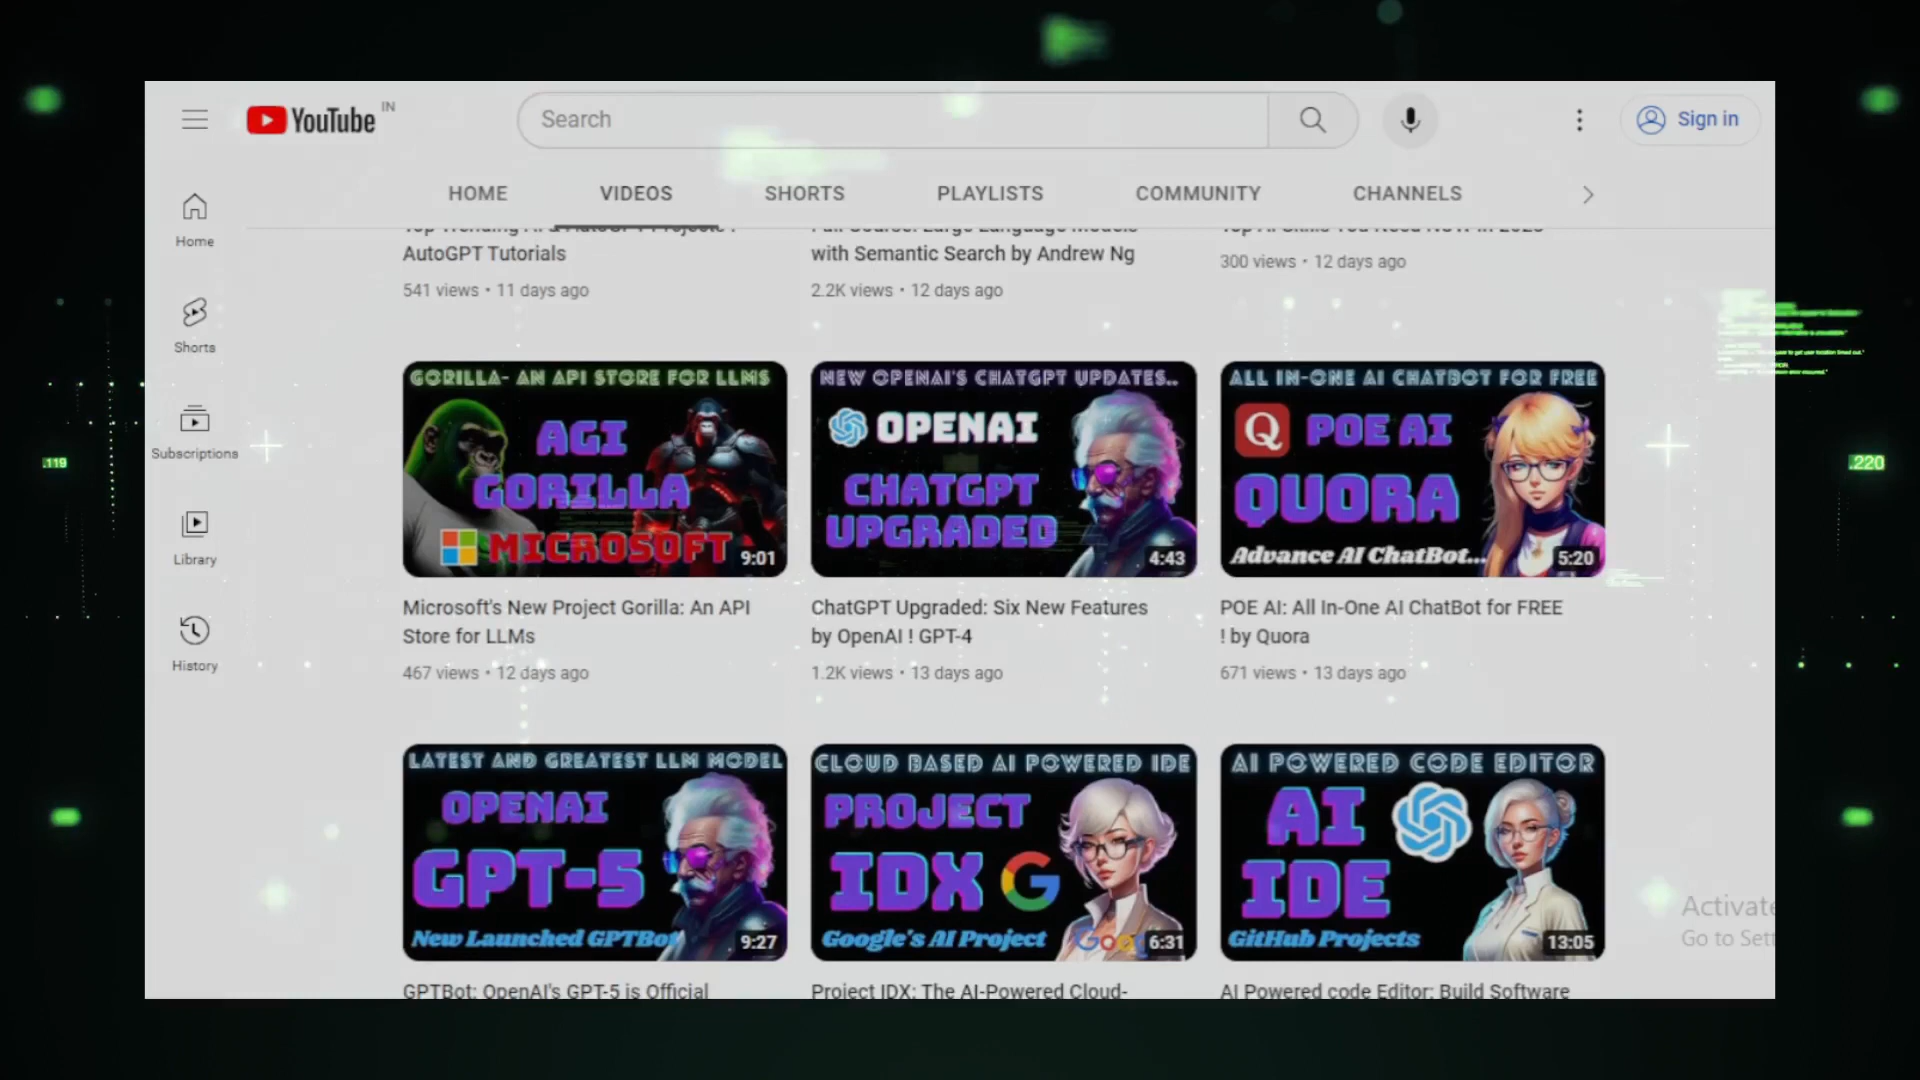 YouTube IN
Search
Sign in
HOME VIDEOS SHORTS PLAYLISTS COMMUNITY CHANNELS
Home
Shorts
Subscriptions
Library
History
AutoGPT Tutorials
541 views • 11 days ago
with Semantic Search by Andrew Ng
2.2K views • 12 days ago
300 views • 12 days ago
GORILLA- AN API STORE FOR LLMS
AGI
GORILLA
MICROSOFT
9:01
Microsoft's New Project Gorilla: An API
Store for LLMs
467 views • 12 days ago
NEW OPENAI'S CHATGPT UPDATES..
OPENAI
CHATGPT
UPGRADED
4:43
ChatGPT Upgraded: Six New Features
by OpenAI ! GPT-4
1.2K views • 13 days ago
ALL IN-ONE AI CHATBOT FOR FREE
Q POE AI
QUORA
Advance AI ChatBot...
5:20
POE AI: All In-One AI ChatBot for FREE
! by Quora
671 views • 13 days ago
LATEST AND GREATEST LLM MODEL
OPENAI
GPT-5
New Launched GPTBot
9:27
GPTBot: OpenAI's GPT-5 is Official
CLOUD BASED AI POWERED IDE
PROJECT
IDX
Google's AI Project
6:31
Project IDX: The AI-Powered Cloud-
AI POWERED CODE EDITOR
AI
IDE
GitHub Projects
13:05
AI Powered code Editor: Build Software
Activate
Go to Sett
.119
.220